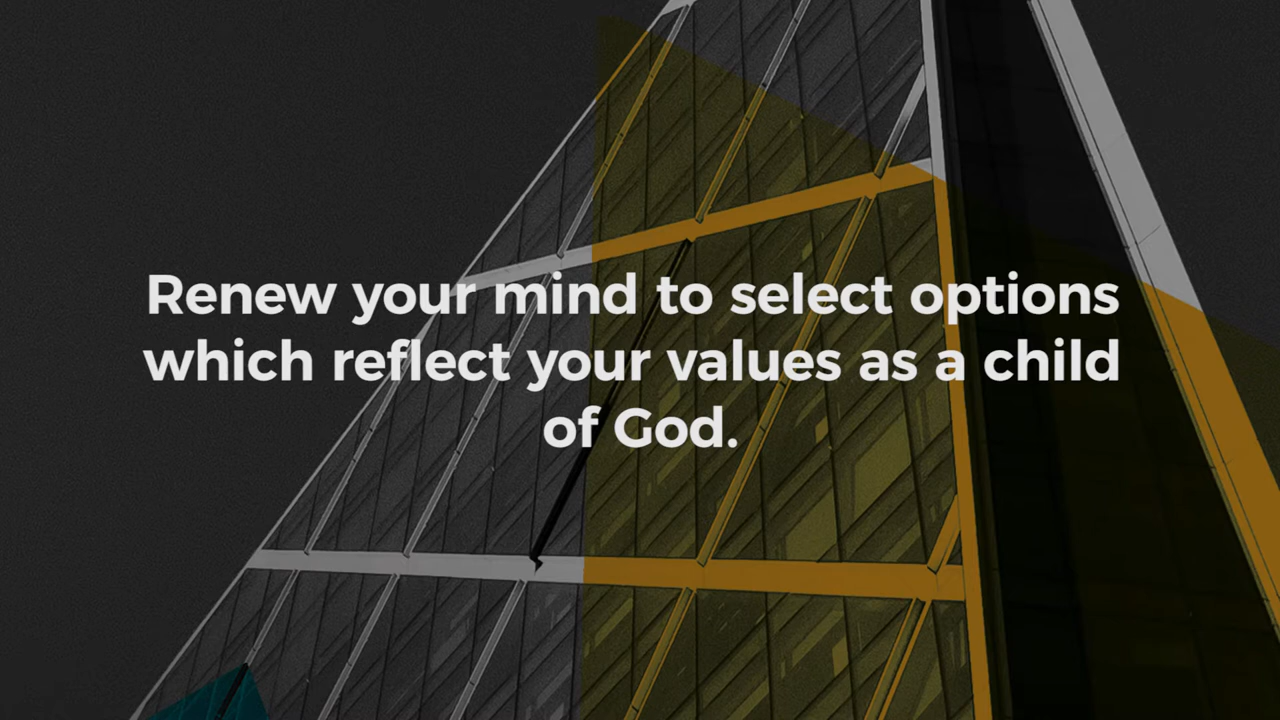 Renew your mind to select options
which reflect your values as a child
of God.